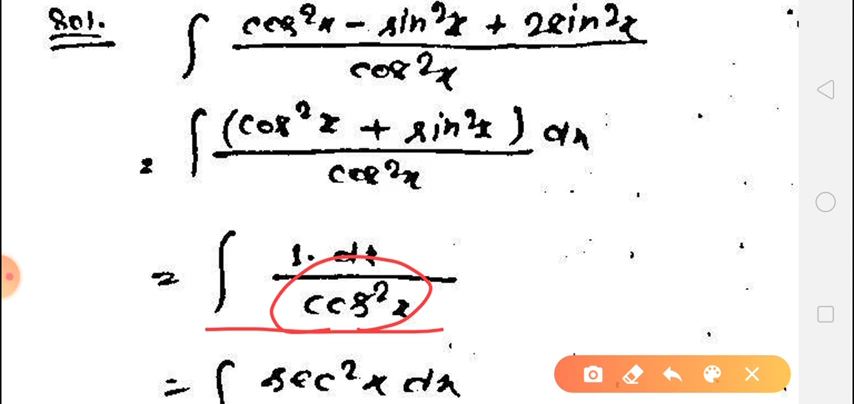 Sol. ∫ (cos²x - sin²x + 2sin²x) / cos²x
= ∫ (cos²x + sin²x) dx / cos²x
= ∫ 1. dx / cos²x
= ∫ sec²x dx